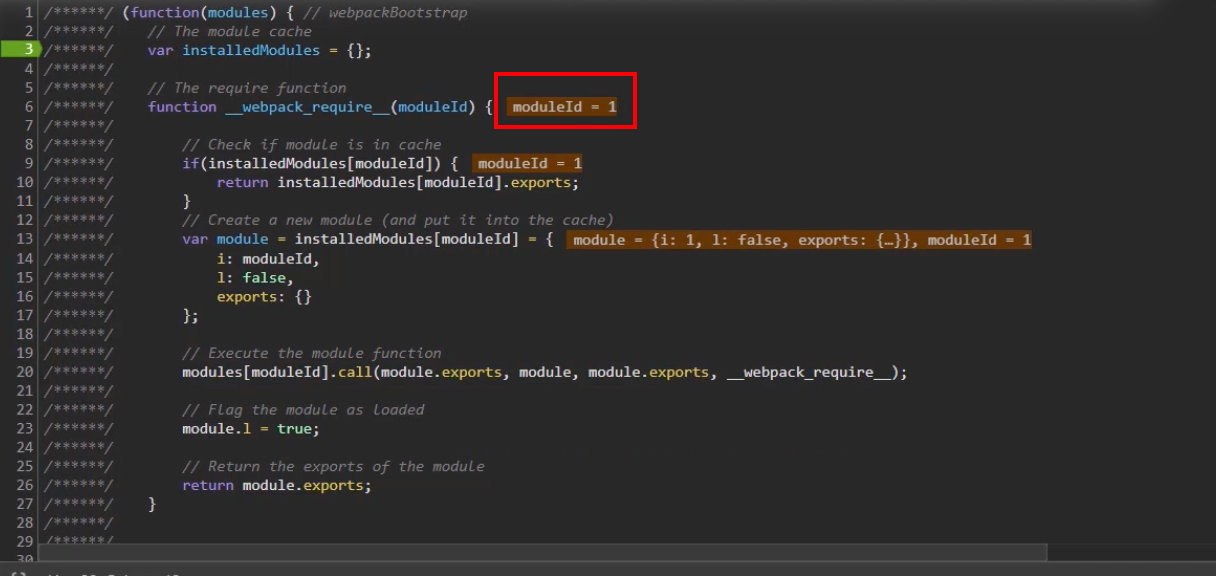 1 /******/ (function(modules) { // webpackBootstrap
2 /******/     // The module cache
3 /******/     var installedModules = {};
4 /******/
5 /******/     // The require function
6 /******/     function __webpack_require__(moduleId) { moduleId = 1
7 /******/
8 /******/         // Check if module is in cache
9 /******/         if(installedModules[moduleId]) { moduleId = 1
10 /******/             return installedModules[moduleId].exports;
11 /******/         }
12 /******/         // Create a new module (and put it into the cache)
13 /******/         var module = installedModules[moduleId] = { module = {i: 1, l: false, exports: {…}}, moduleId = 1
14 /******/             i: moduleId,
15 /******/             l: false,
16 /******/             exports: {}
17 /******/         };
18 /******/
19 /******/         // Execute the module function
20 /******/         modules[moduleId].call(module.exports, module, module.exports, __webpack_require__);
21 /******/
22 /******/         // Flag the module as loaded
23 /******/         module.l = true;
24 /******/
25 /******/         // Return the exports of the module
26 /******/         return module.exports;
27 /******/     }
28 /******/
29 /******/
30